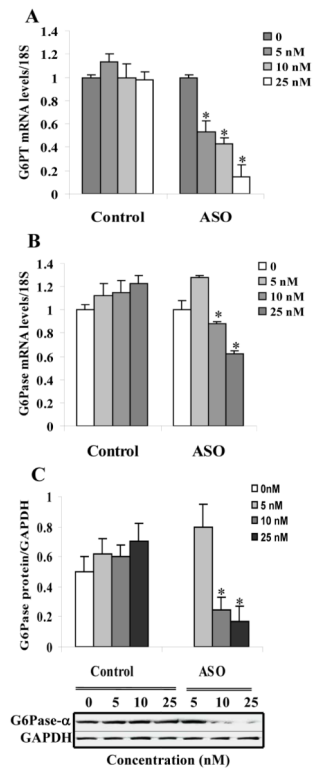 A
G6PT mRNA levels/18S
1.4
1.2
1
0.8
0.6
0.4
0.2
0
0
5 nM
10 nM
25 nM
* * *
Control ASO
B
G6Pase mRNA levels/18S
1.4
1.2
1
0.8
0.6
0.4
0.2
0
5 nM
10 nM
25 nM
* *
Control ASO
C
G6Pase protein/GAPDH
1
0.8
0.6
0.4
0.2
0
0nM
5 nM
10 nM
25 nM
* *
Control ASO
0 5 10 25 5 10 25
G6Pase-α
GAPDH
Concentration (nM)